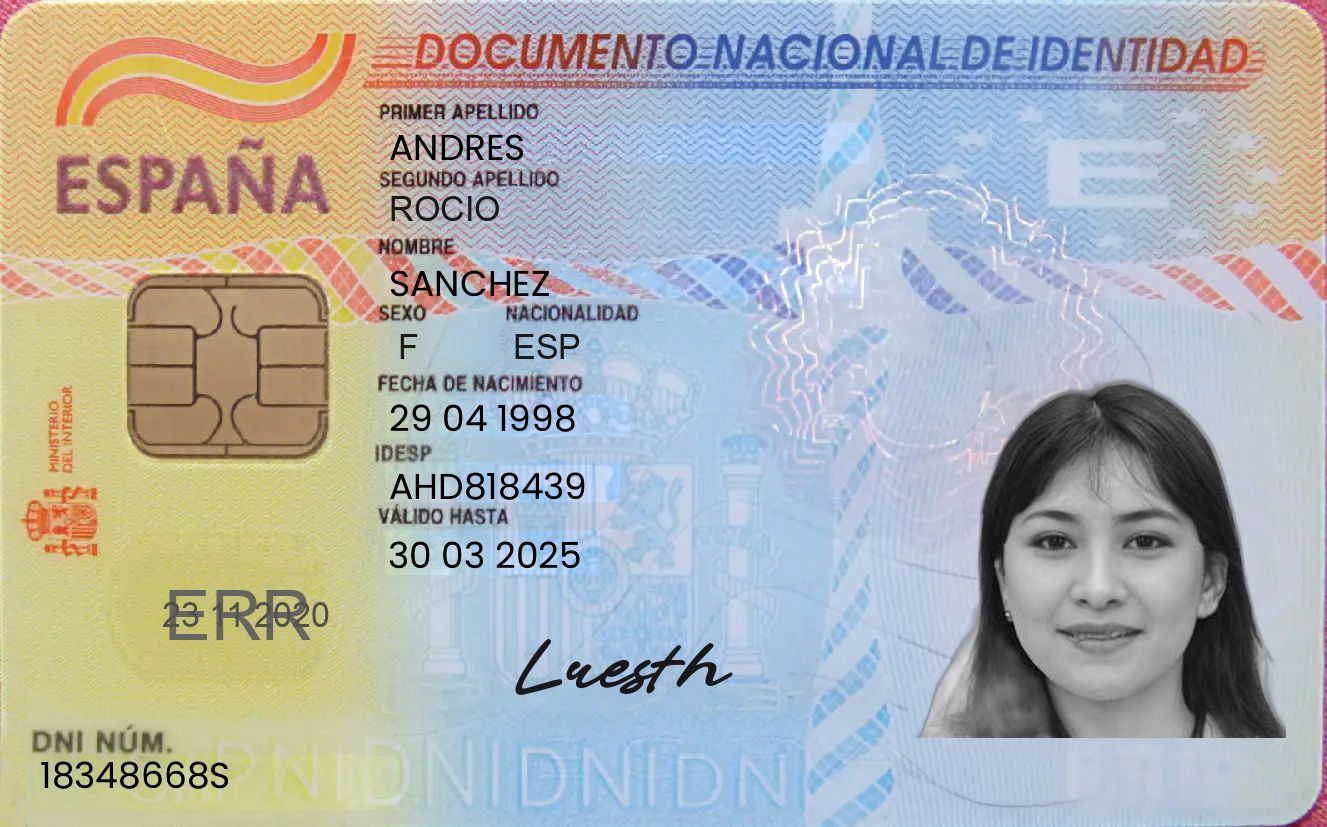 DOCUMENTO NACIONAL DE IDENTIDAD
ESPAÑA
PRIMER APELLIDO
ANDRES
SEGUNDO APELLIDO
ROCIO
NOMBRE
SANCHEZ
SEXO NACIONALIDAD
F ESP
FECHA DE NACIMIENTO
29 04 1998
IDESP
AHD818439
VÁLIDO HASTA
30 03 2025
MINISTERIO
DEL INTERIOR
E
23 11 2020
ERR
Luesth
DNI NÚM.
18348668S
DNIDNIDNIDNI